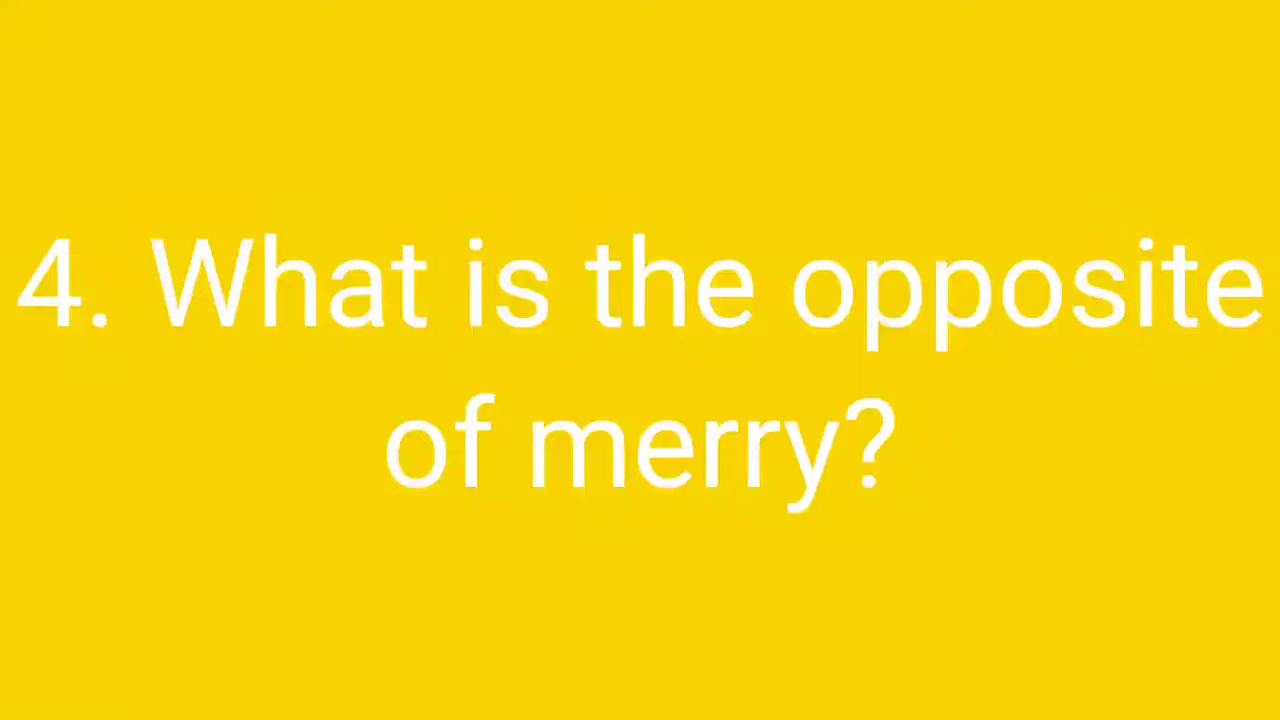 4. What is the opposite
of merry?